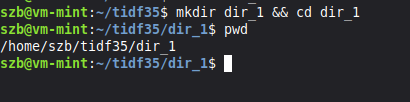 szb@vm-mint:~/tidf35$ mkdir dir_1 && cd dir_1
szb@vm-mint:~/tidf35/dir_1$ pwd
/home/szb/tidf35/dir_1
szb@vm-mint:~/tidf35/dir_1$